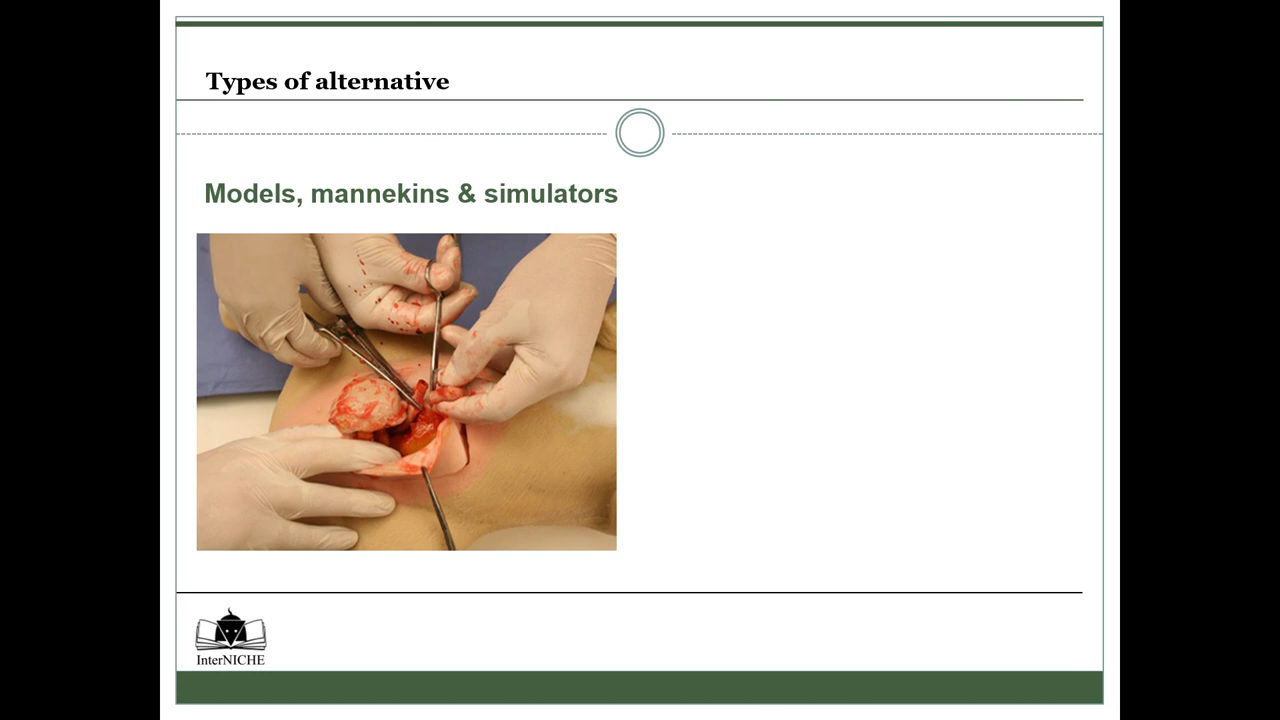 Types of alternative
Models, mannekins & simulators
InterNICHE